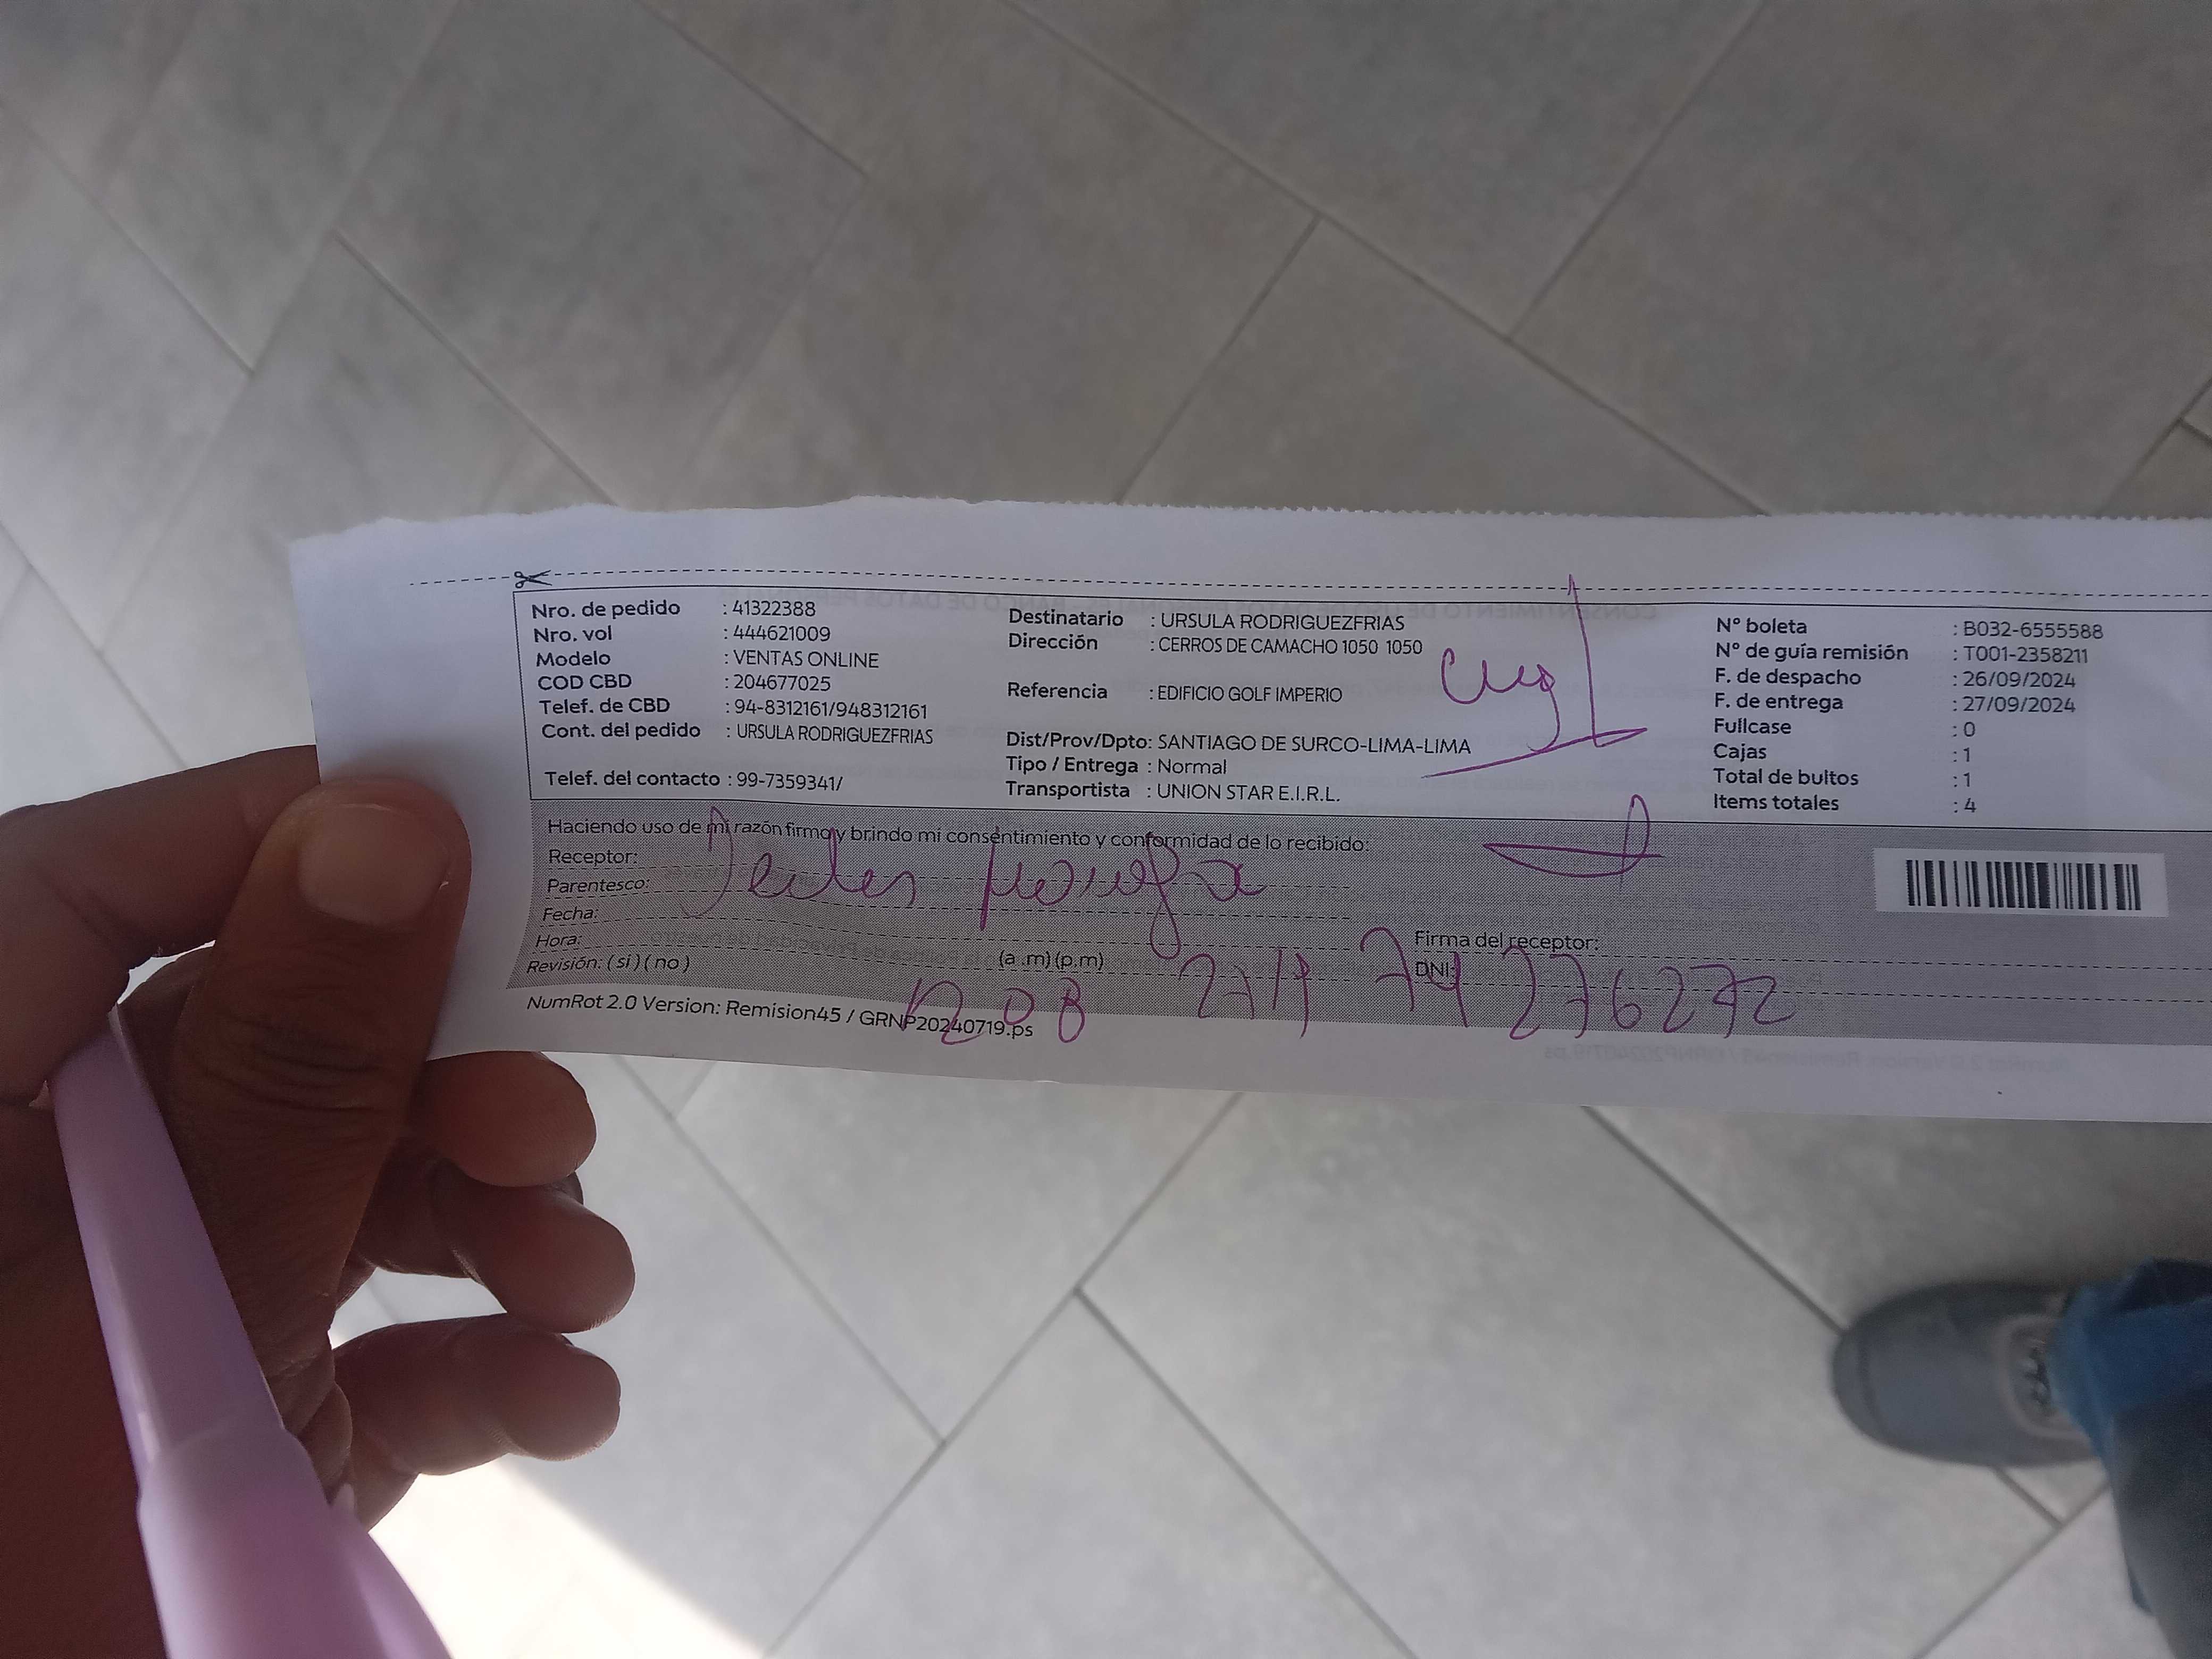 Nro. de pedido : 41322388
Nro. vol : 444621009
Modelo : VENTAS ONLINE
COD CBD : 204677025
Telef. de CBD : 94-8312161/948312161
Cont. del pedido : URSULA RODRIGUEZFRIAS
Telef. del contacto : 99-7359341/
Destinatario : URSULA RODRIGUEZFRIAS
Dirección : CERROS DE CAMACHO 1050 1050
Referencia : EDIFICIO GOLF IMPERIO
Dist/Prov/Dpto: SANTIAGO DE SURCO-LIMA-LIMA
Tipo / Entrega : Normal
Transportista : UNION STAR E.I.R.L.
N° boleta : B032-6555588
N° de guía remisión : T001-2358211
F. de despacho : 26/09/2024
F. de entrega : 27/09/2024
Fullcase : 0
Cajas : 1
Total de bultos : 1
Items totales : 4
Haciendo uso de mi razón firmo y brindo mi consentimiento y conformidad de lo recibido:
Receptor:
Parentesco:
Fecha:
Hora: (a.m) (p.m)
Revisión: (si) (no)
Firma del receptor:
DNI: 74276272
NumRot 2.0 Version: Remision45 / GRNP20240719.ps